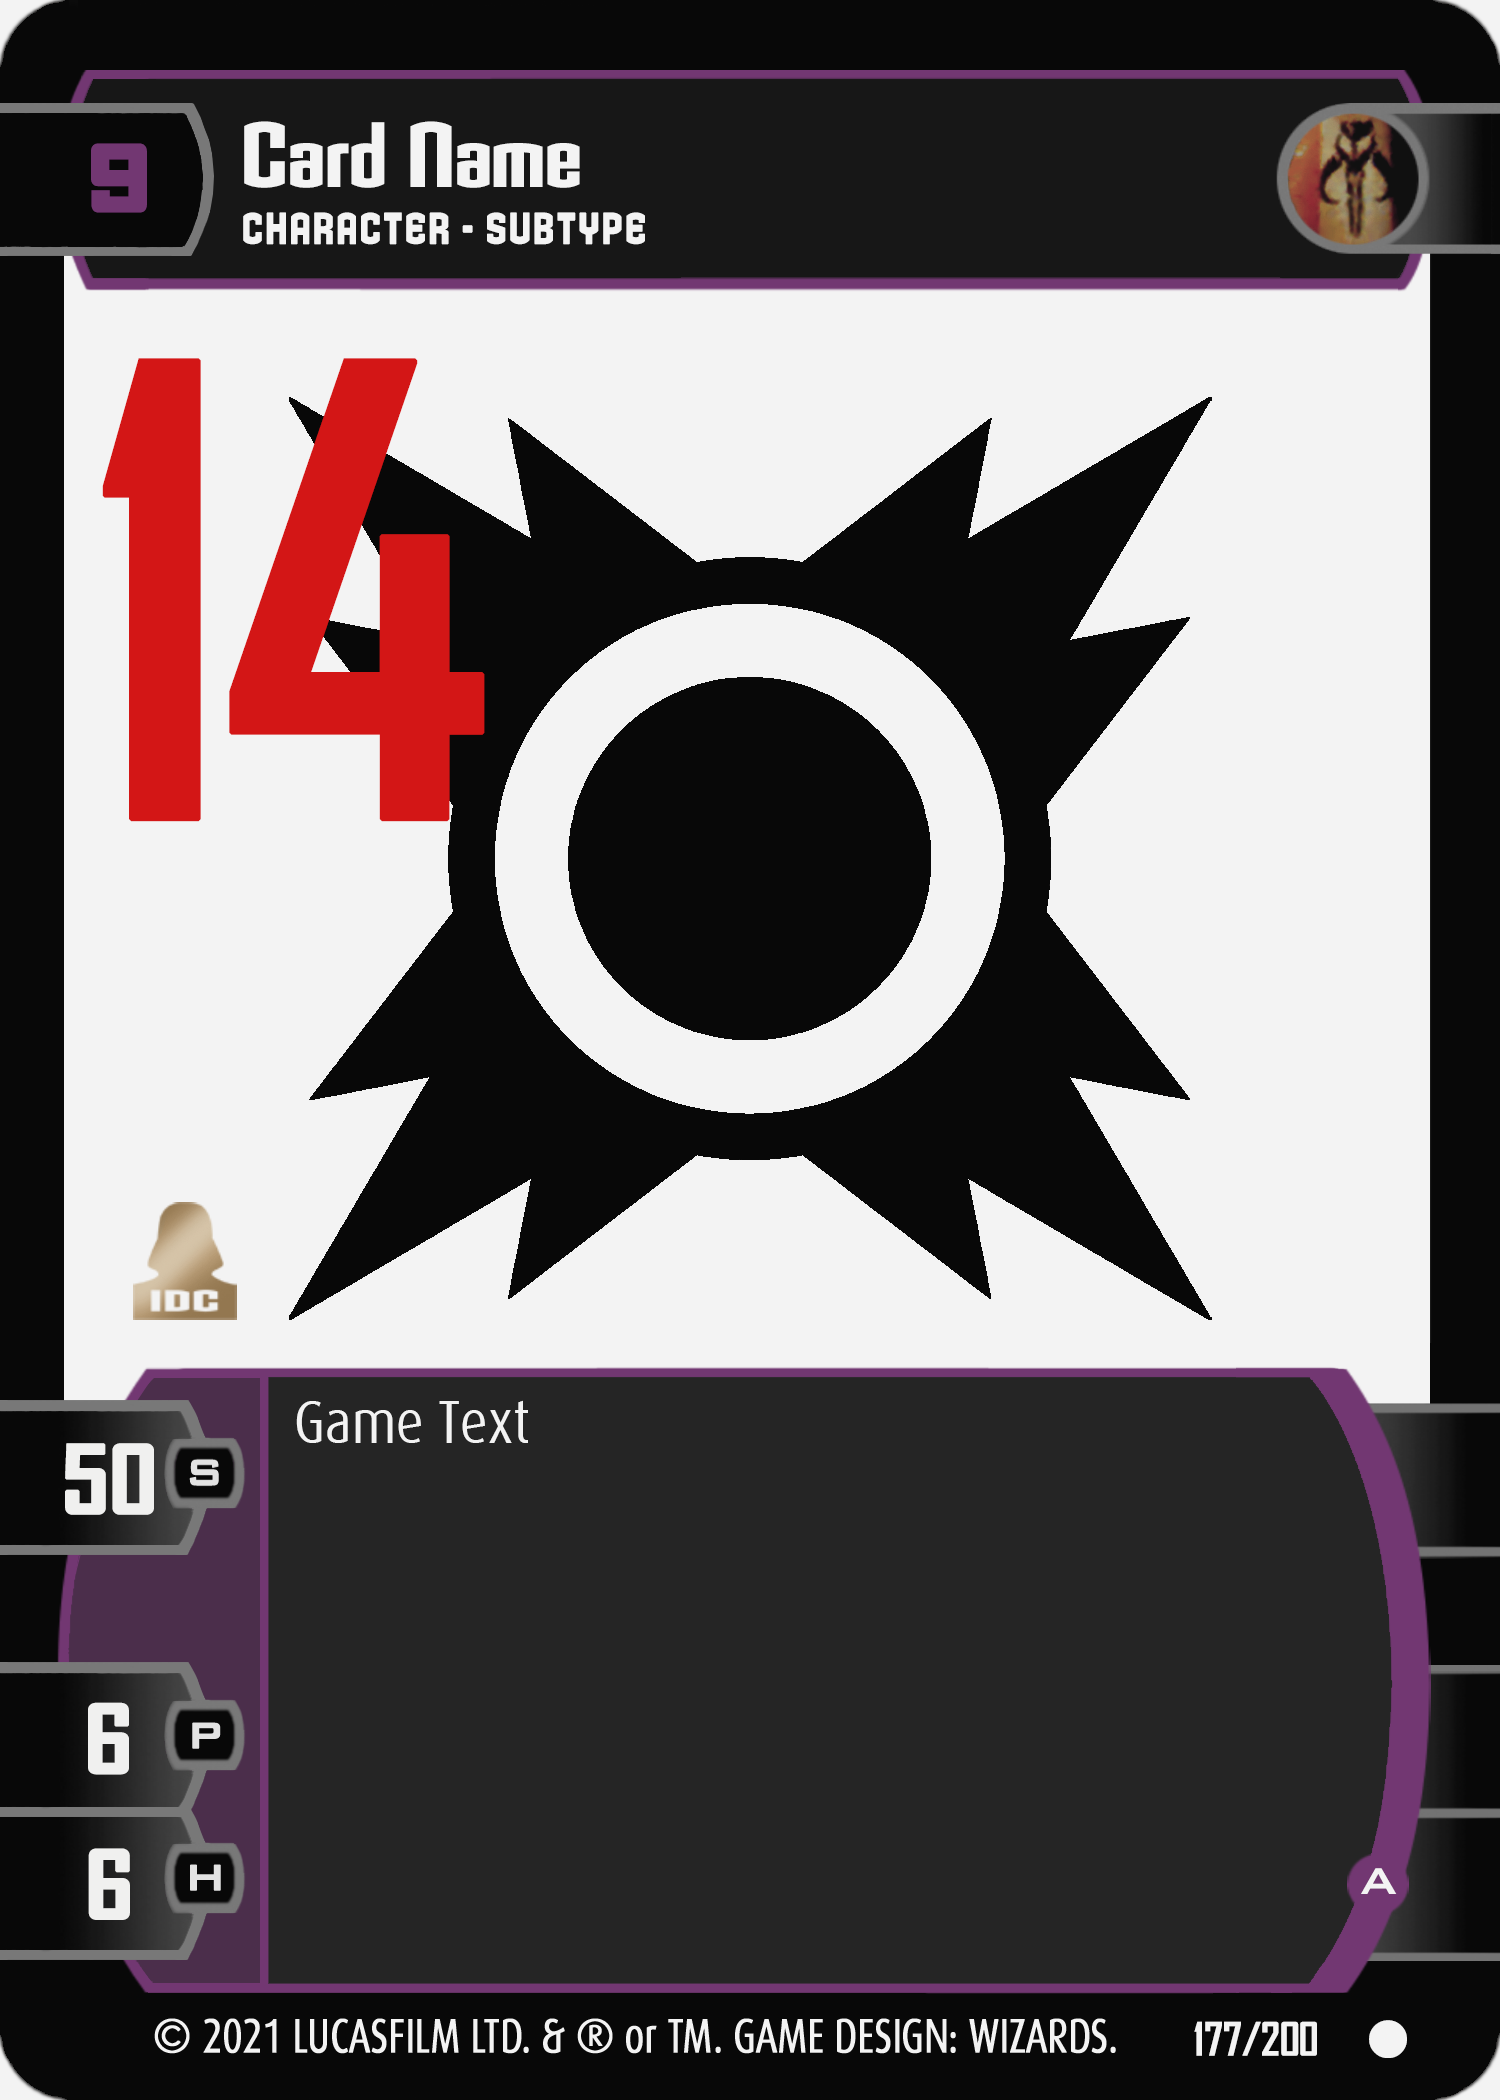 9
Card Name
CHARACTER - SUBTYPE
14
IDC
Game Text
50 S
6 P
6 H
A
© 2021 LUCASFILM LTD. & ® or TM. GAME DESIGN: WIZARDS.
177/200